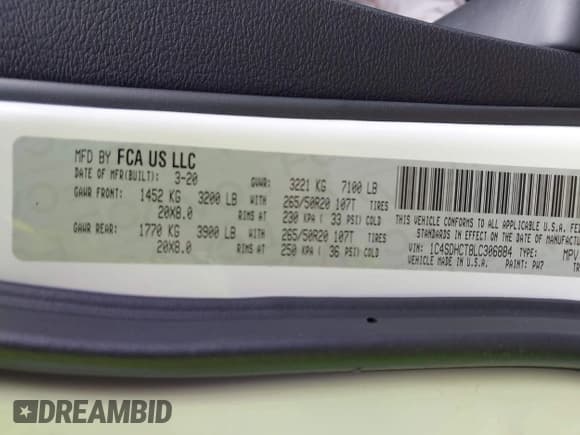 MFD BY FCA US LLC
DATE OF MFR(BUILT): 3-20 GVWR: 3221 KG 7100 LB
GAWR FRONT: 1452 KG 3200 LB 265/50R20 107T TIRES
20X8.0 RIMS AT 230 KPA ( 33 PSI) COLD
GAWR REAR: 1770 KG 3900 LB 265/50R20 107T TIRES
20X8.0 RIMS AT 250 KPA ( 36 PSI) COLD
THIS VEHICLE CONFORMS TO ALL APPLICABLE U.S.A. FE
STANDARDS IN EFFECT ON THE DATE OF
VIN: 1C4SDHCTBLC306884 TYPE: MPV
VEHICLE MADE IN U.S.A. PAINT: PW7 TR
DREAMBID